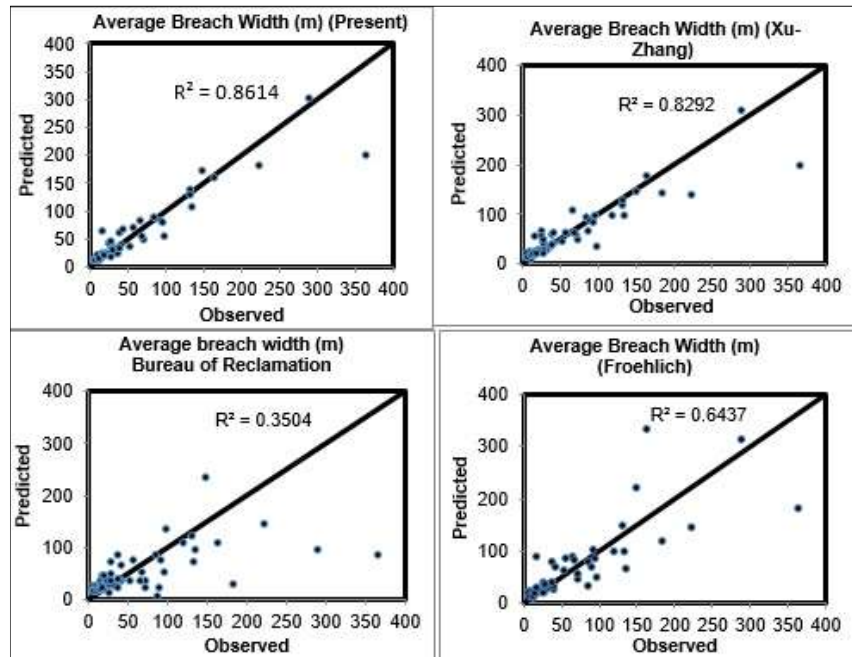 Average Breach Width (m) (Present)
400
350
300
250
200
150
100
50
0
Predicted
R² = 0.8614
0 50 100 150 200 250 300 350 400
Observed
Average Breach Width (m) (Xu-
Zhang)
400
300
200
100
0
Predicted
R² = 0.8292
0 50 100 150 200 250 300 350 400
Observed
Average breach width (m)
Bureau of Reclamation
400
300
200
100
0
Predicted
R² = 0.3504
0 50 100 150 200 250 300 350 400
Observed
Average Breach Width (m)
(Froehlich)
400
300
200
100
0
Predicted
R² = 0.6437
0 50 100 150 200 250 300 350 400
Observed